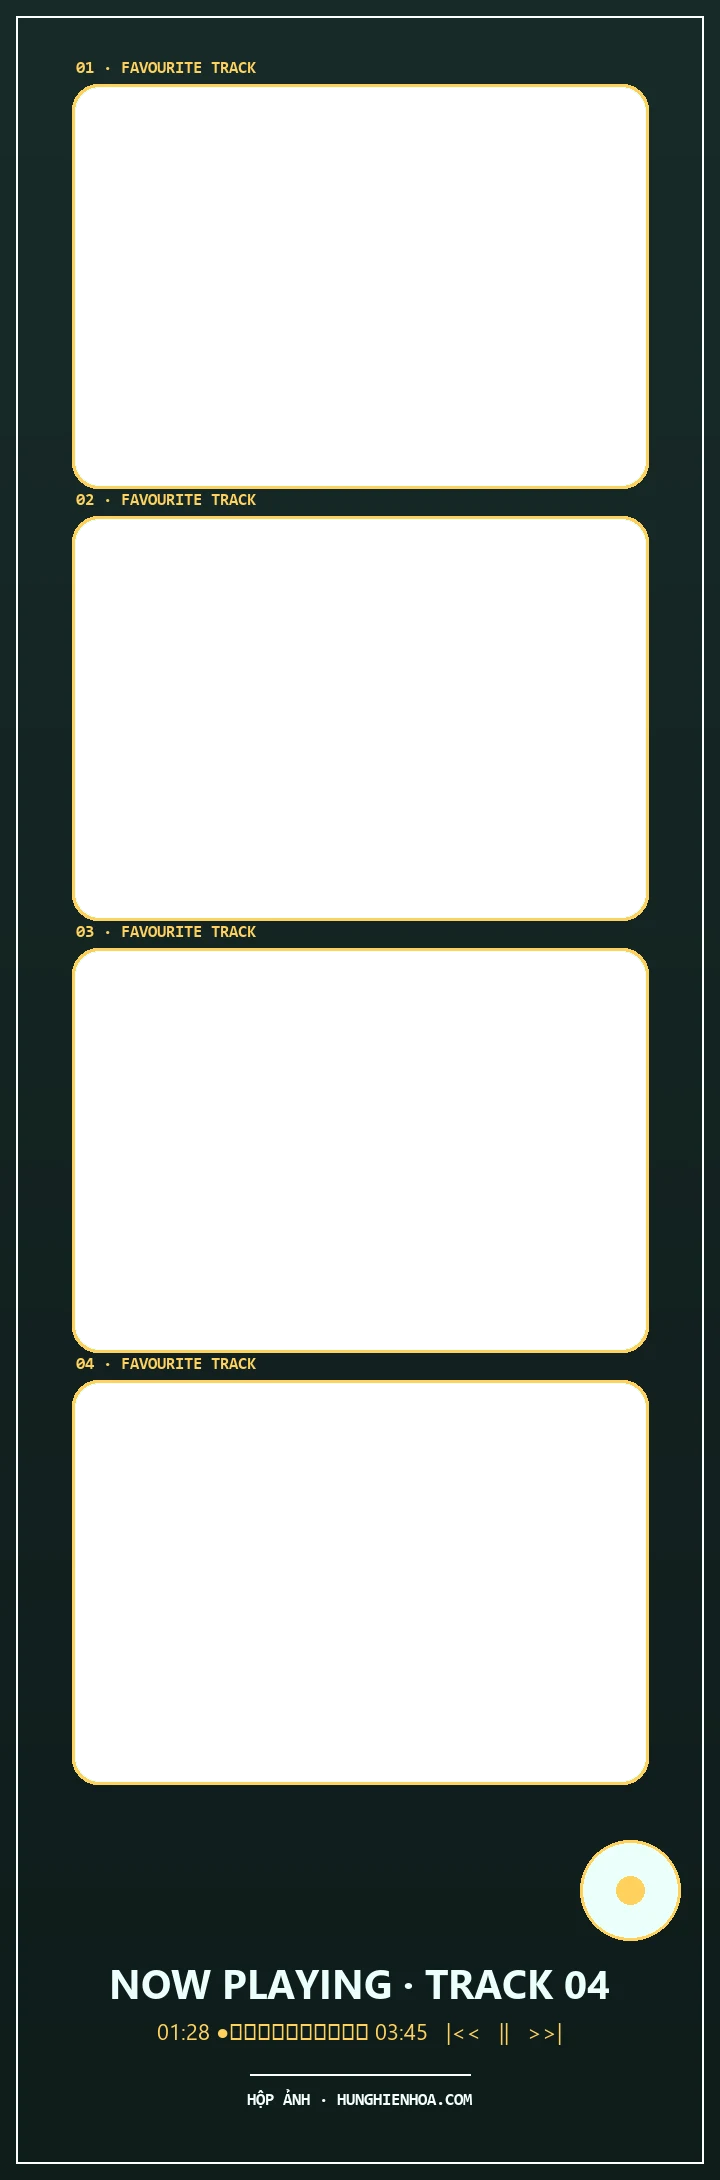 01 · FAVOURITE TRACK
02 · FAVOURITE TRACK
03 · FAVOURITE TRACK
04 · FAVOURITE TRACK
NOW PLAYING · TRACK 04
01:28 ●□□□□□□□□□□ 03:45 |<< || >>|
HỘP ẢNH · HUNGHIENHOA.COM